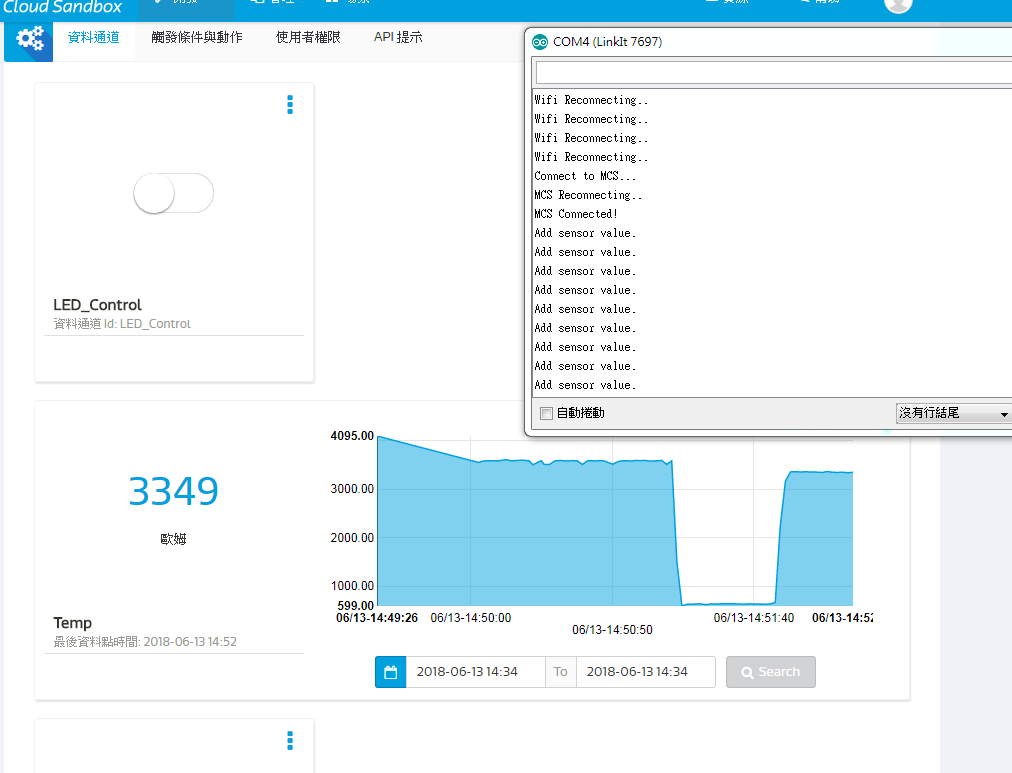 Cloud Sandbox
資料通道 觸發條件與動作 使用者權限 API 提示
LED_Control
資料通道 Id: LED_Control
COM4 (LinkIt 7697)
Wifi Reconnecting..
Wifi Reconnecting..
Wifi Reconnecting..
Wifi Reconnecting..
Connect to MCS...
MCS Reconnecting..
MCS Connected!
Add sensor value.
Add sensor value.
Add sensor value.
Add sensor value.
Add sensor value.
Add sensor value.
Add sensor value.
Add sensor value.
Add sensor value.
自動捲動
沒有行結尾
3349
歐姆
Temp
最後資料點時間: 2018-06-13 14:52
4095.00
3000.00
2000.00
1000.00
599.00
06/13-14:49:26 06/13-14:50:00 06/13-14:50:50 06/13-14:51:40 06/13-14:52
2018-06-13 14:34 To 2018-06-13 14:34 Search